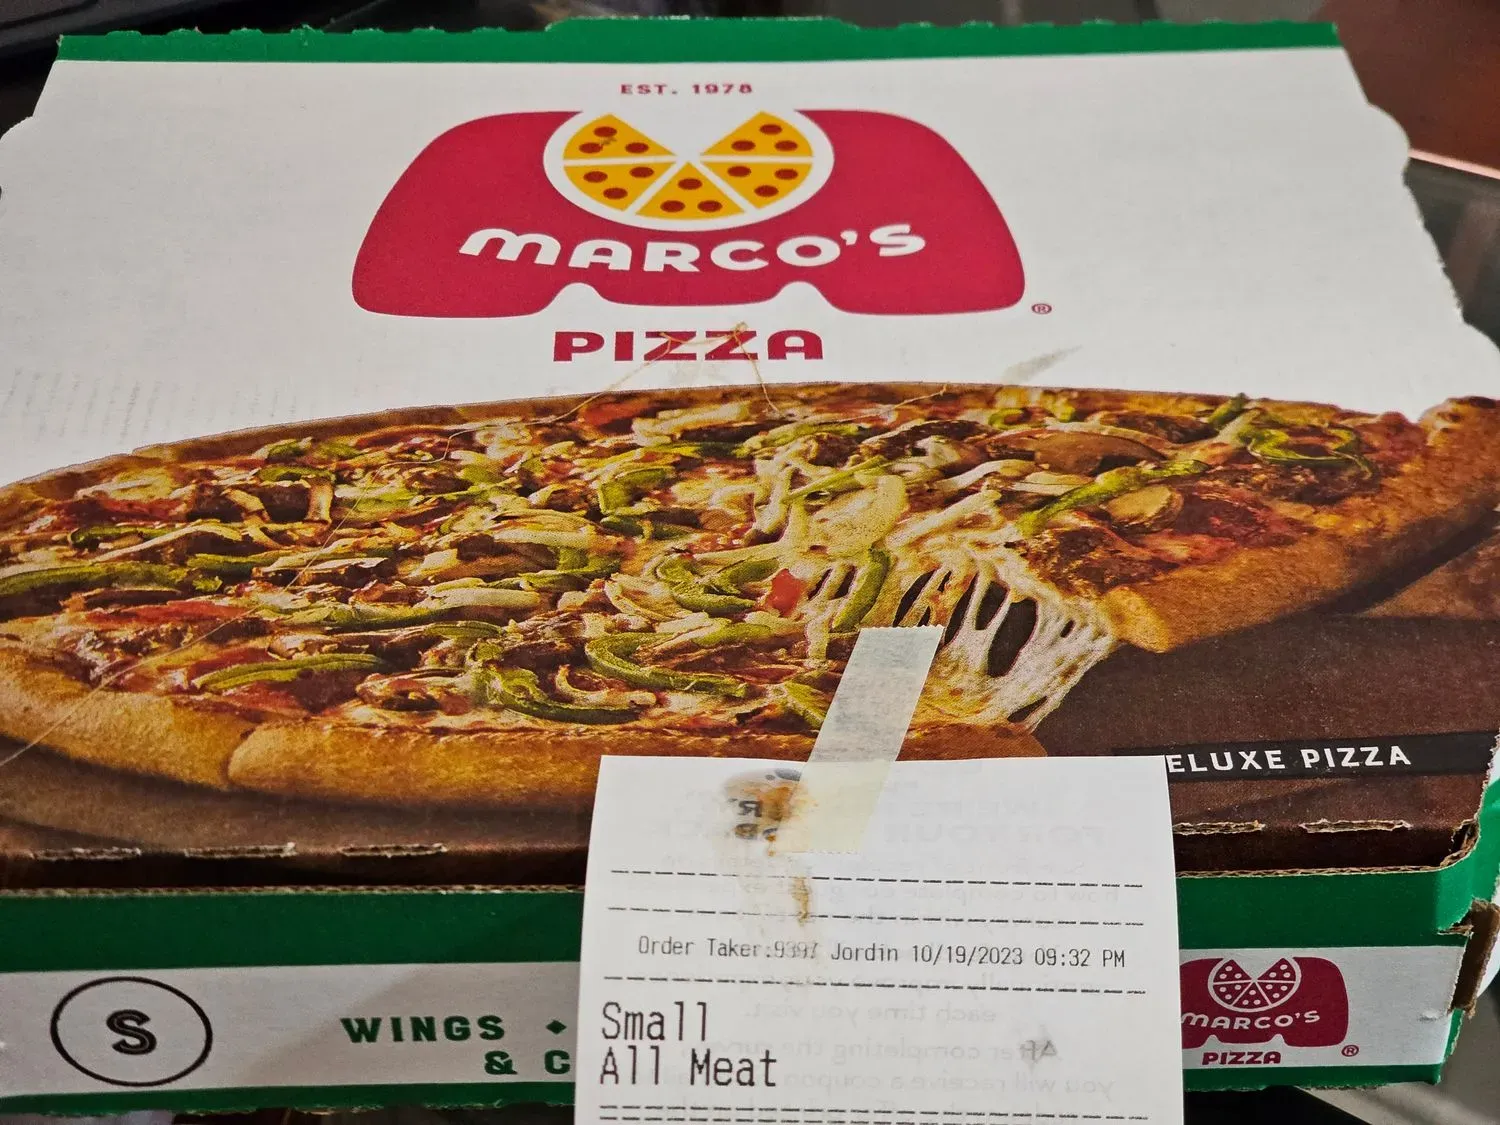 EST. 1978
MARCO'S
®
PIZZA
ELUXE PIZZA
Order Taker:9397 Jordin 10/19/2023 09:32 PM
Small
All Meat
S
WINGS ◆
& C
MARCO'S
PIZZA ®